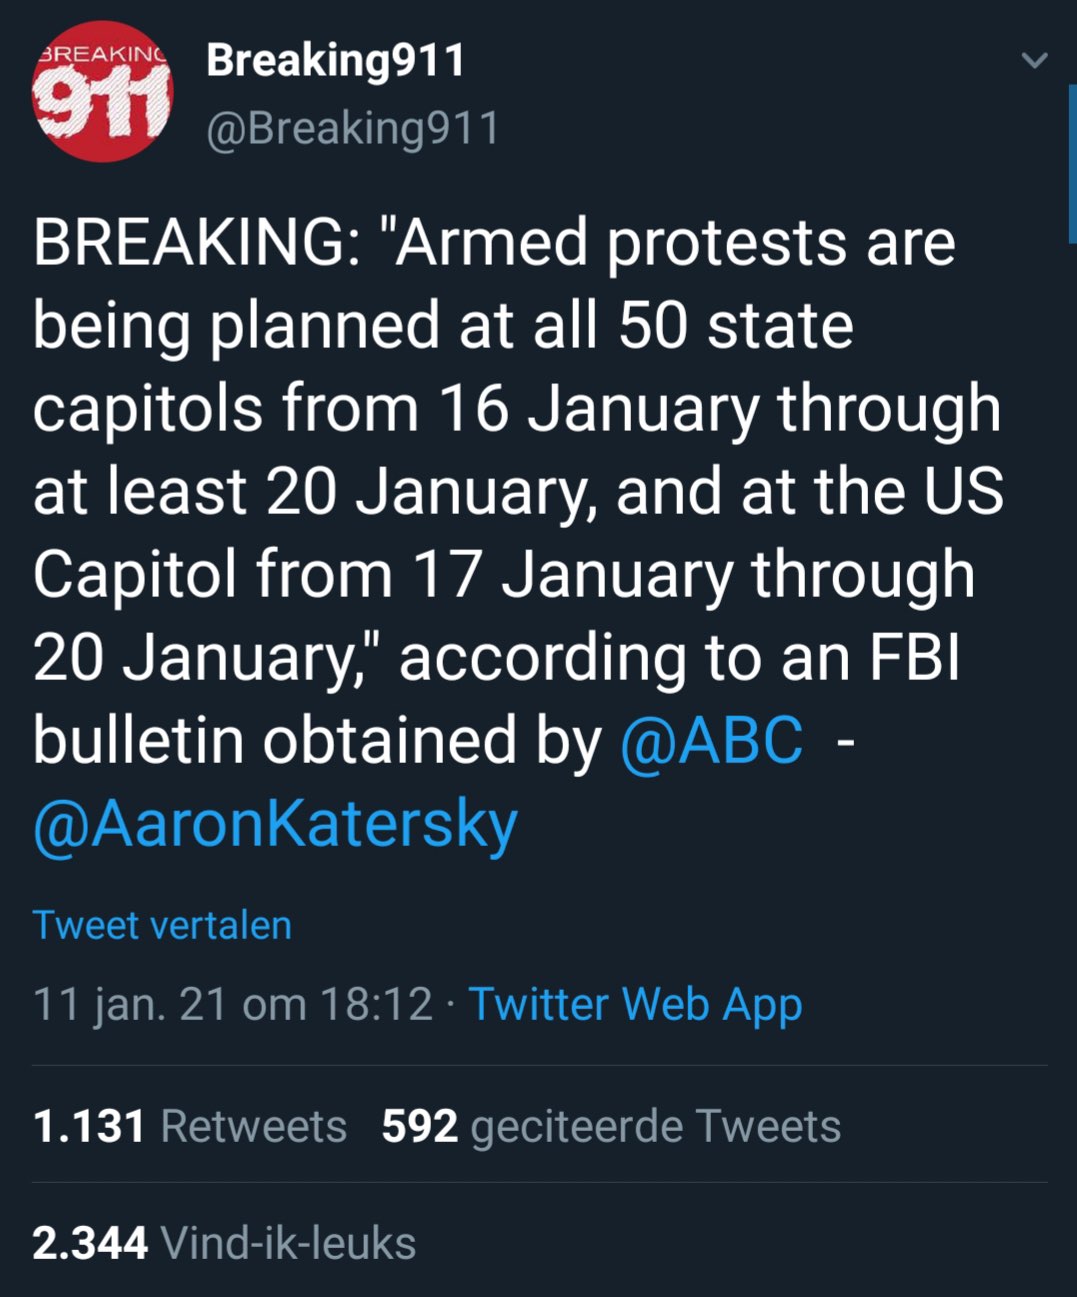 BREAKING
911
Breaking911
@Breaking911
BREAKING: "Armed protests are
being planned at all 50 state
capitols from 16 January through
at least 20 January, and at the US
Capitol from 17 January through
20 January," according to an FBI
bulletin obtained by @ABC -
@AaronKatersky
Tweet vertalen
11 jan. 21 om 18:12 · Twitter Web App
1.131 Retweets 592 geciteerde Tweets
2.344 Vind-ik-leuks